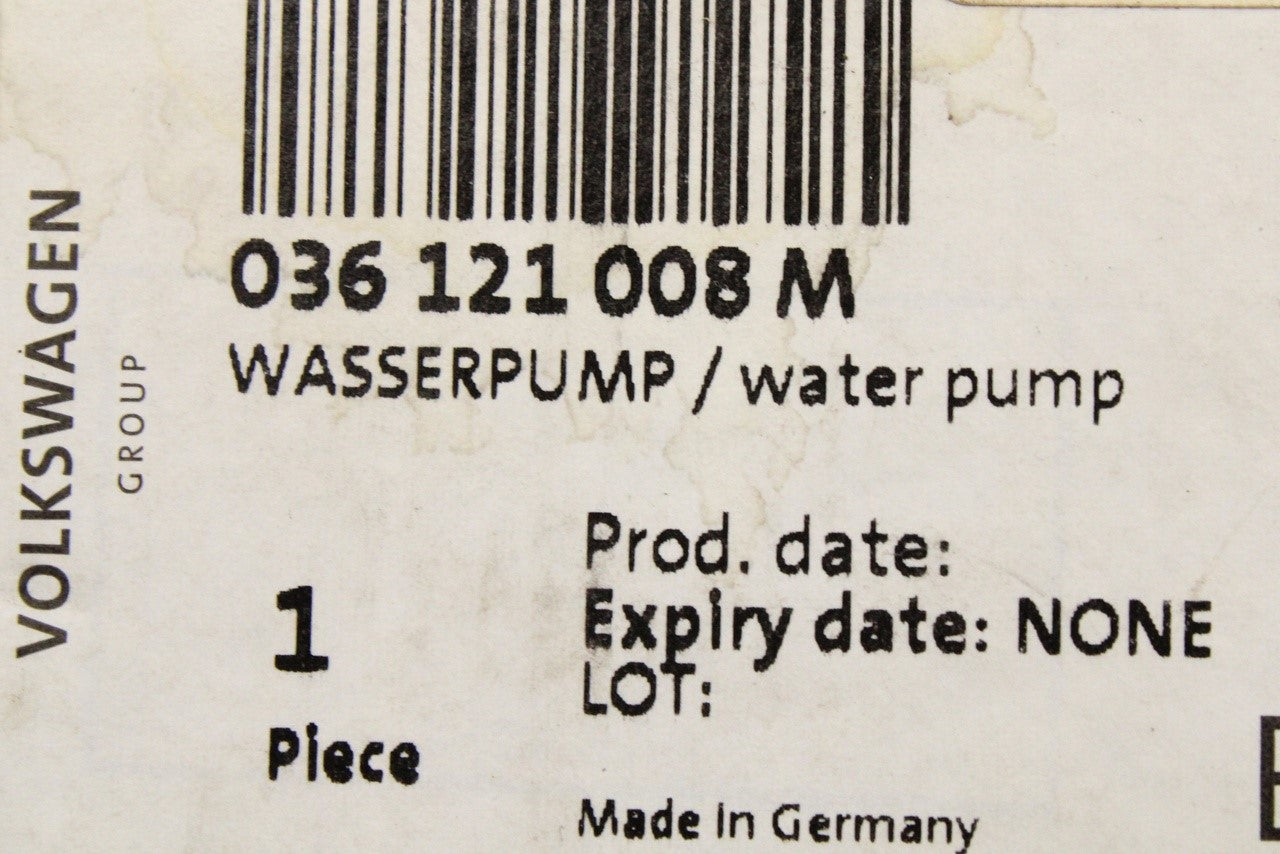 VOLKSWAGEN
GROUP
036 121 008 M
WASSERPUMP / water pump
Prod. date:
Expiry date: NONE
LOT:
1
Piece
Made In Germany